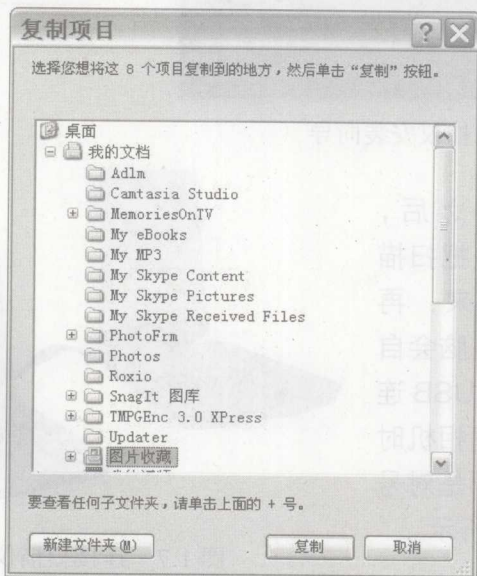 复制项目
选择您想将这 8 个项目复制到的地方，然后单击“复制”按钮。
桌面
我的文档
Adlm
Camtasia Studio
MemoriesOnTV
My eBooks
My MP3
My Skype Content
My Skype Pictures
My Skype Received Files
PhotoFrm
Photos
Roxio
SnagIt 图库
TMPGEnc 3.0 XPress
Updater
图片收藏
要查看任何子文件夹，请单击上面的 + 号。
新建文件夹(M) 复制 取消